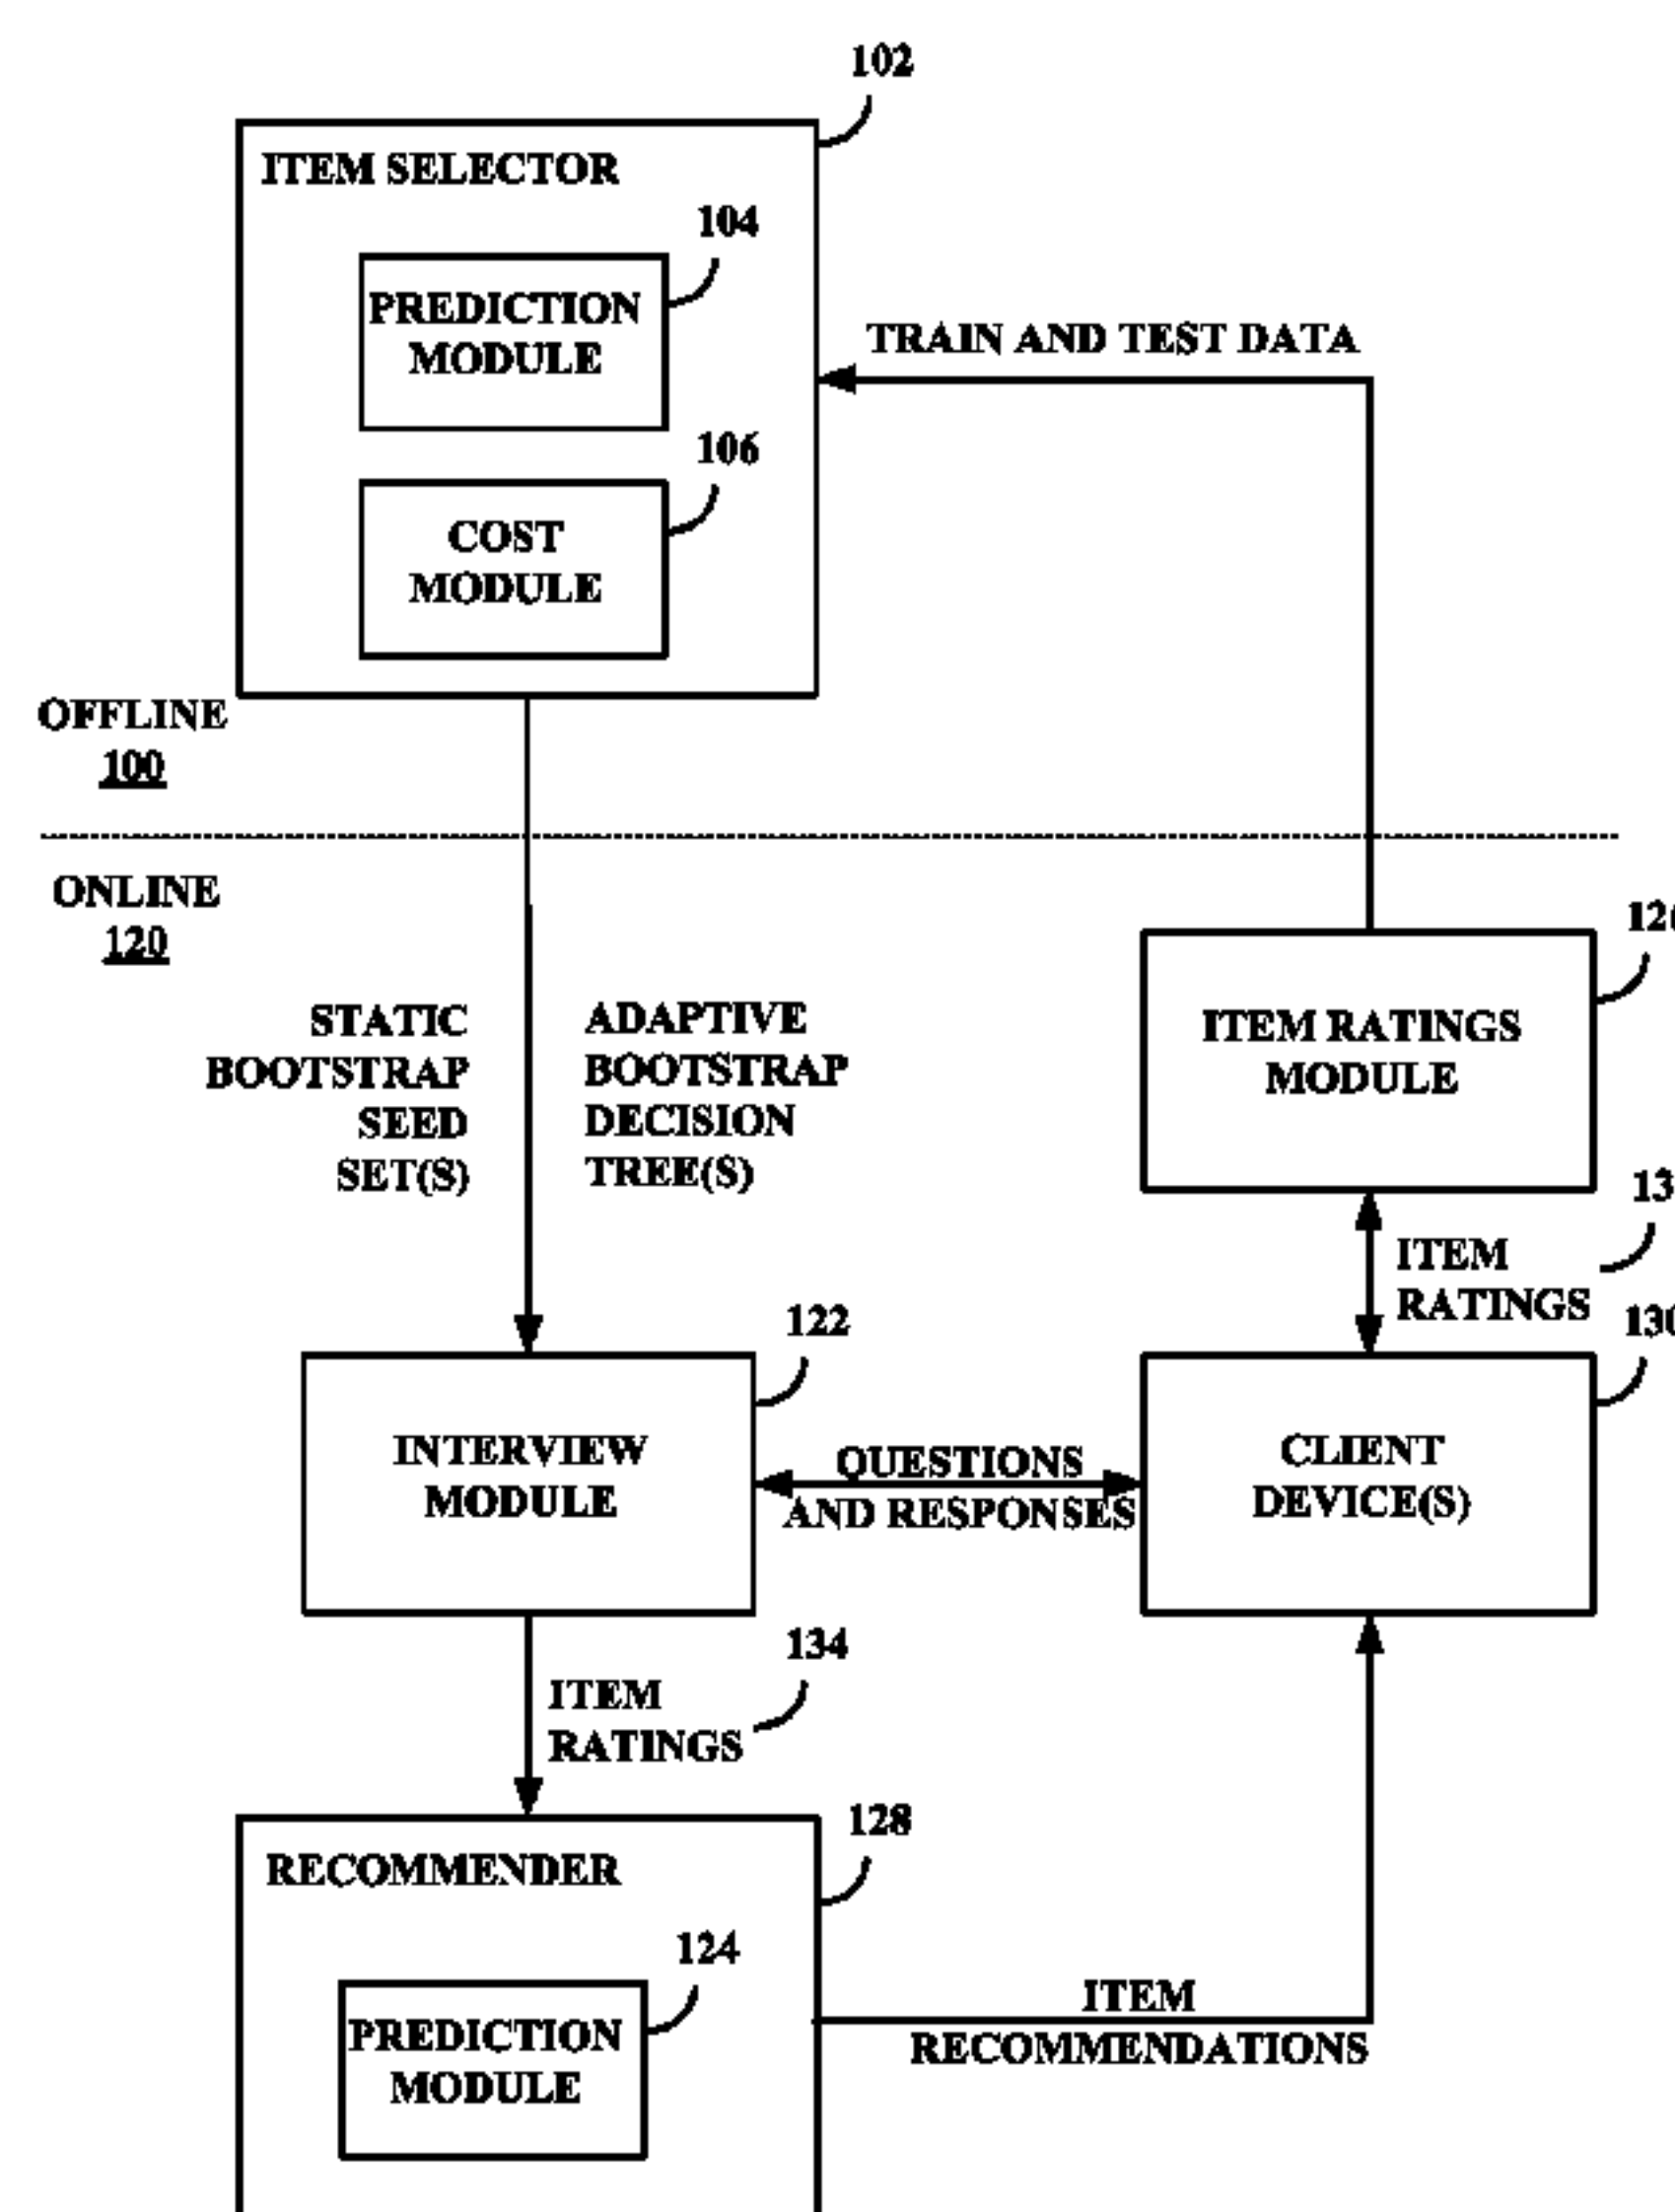 102
ITEM SELECTOR
104
PREDICTION
MODULE
TRAIN AND TEST DATA
106
COST
MODULE
OFFLINE
100
ONLINE
120
STATIC
BOOTSTRAP
SEED
SET(S)
ADAPTIVE
BOOTSTRAP
DECISION
TREE(S)
ITEM RATINGS
MODULE
ITEM
RATINGS
122
INTERVIEW
MODULE
QUESTIONS
AND RESPONSES
130
CLIENT
DEVICE(S)
134
ITEM
RATINGS
128
RECOMMENDER
124
PREDICTION
MODULE
ITEM
RECOMMENDATIONS